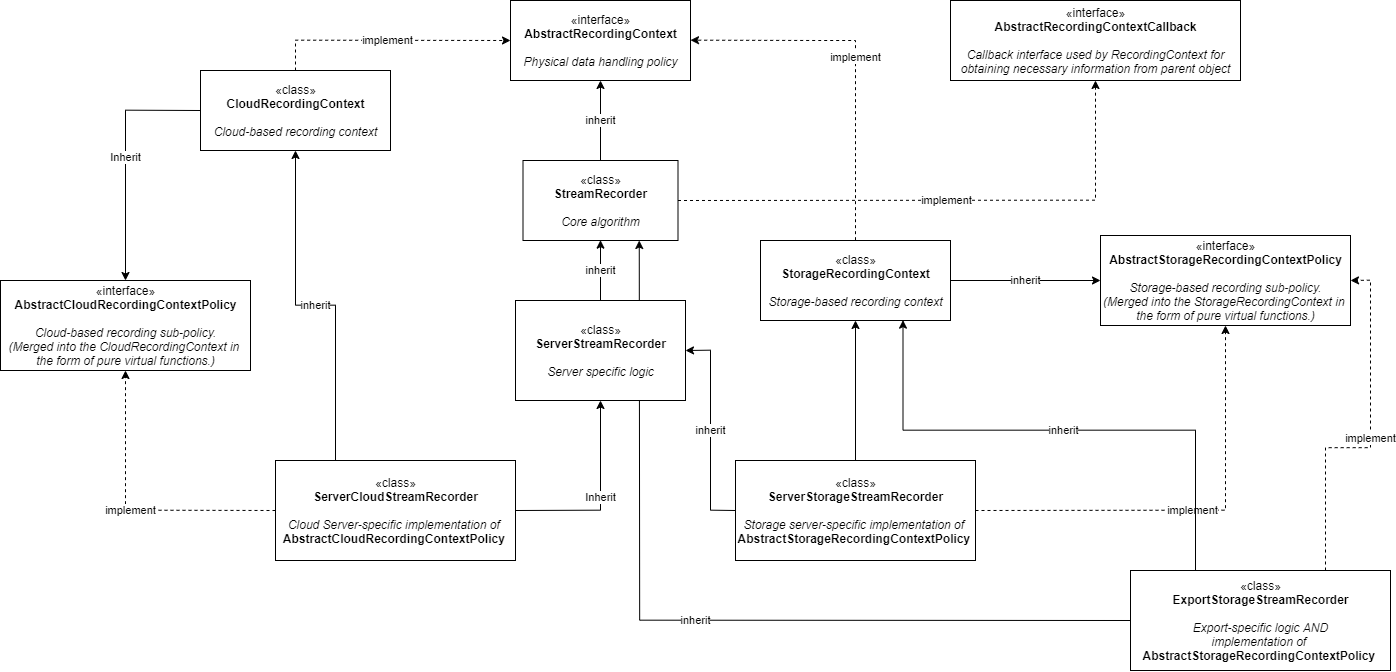 «interface»
AbstractRecordingContext
Physical data handling policy
«interface»
AbstractRecordingContextCallback
Callback interface used by RecordingContext for
obtaining necessary information from parent object
implement
implement
«class»
CloudRecordingContext
Cloud-based recording context
inherit
Inherit
«class»
StreamRecorder
Core algorithm
implement
«class»
StorageRecordingContext
Storage-based recording context
inherit
«interface»
AbstractStorageRecordingContextPolicy
Storage-based recording sub-policy.
(Merged into the StorageRecordingContext in
the form of pure virtual functions.)
inherit
«interface»
AbstractCloudRecordingContextPolicy
Cloud-based recording sub-policy.
(Merged into the CloudRecordingContext in
the form of pure virtual functions.)
inherit
«class»
ServerStreamRecorder
Server specific logic
inherit
inherit
implement
«class»
ServerCloudStreamRecorder
Cloud Server-specific implementation of
AbstractCloudRecordingContextPolicy
implement
Inherit
«class»
ServerStorageStreamRecorder
Storage server-specific implementation of
AbstractStorageRecordingContextPolicy
implement
«class»
ExportStorageStreamRecorder
Export-specific logic AND
implementation of
AbstractStorageRecordingContextPolicy
inherit